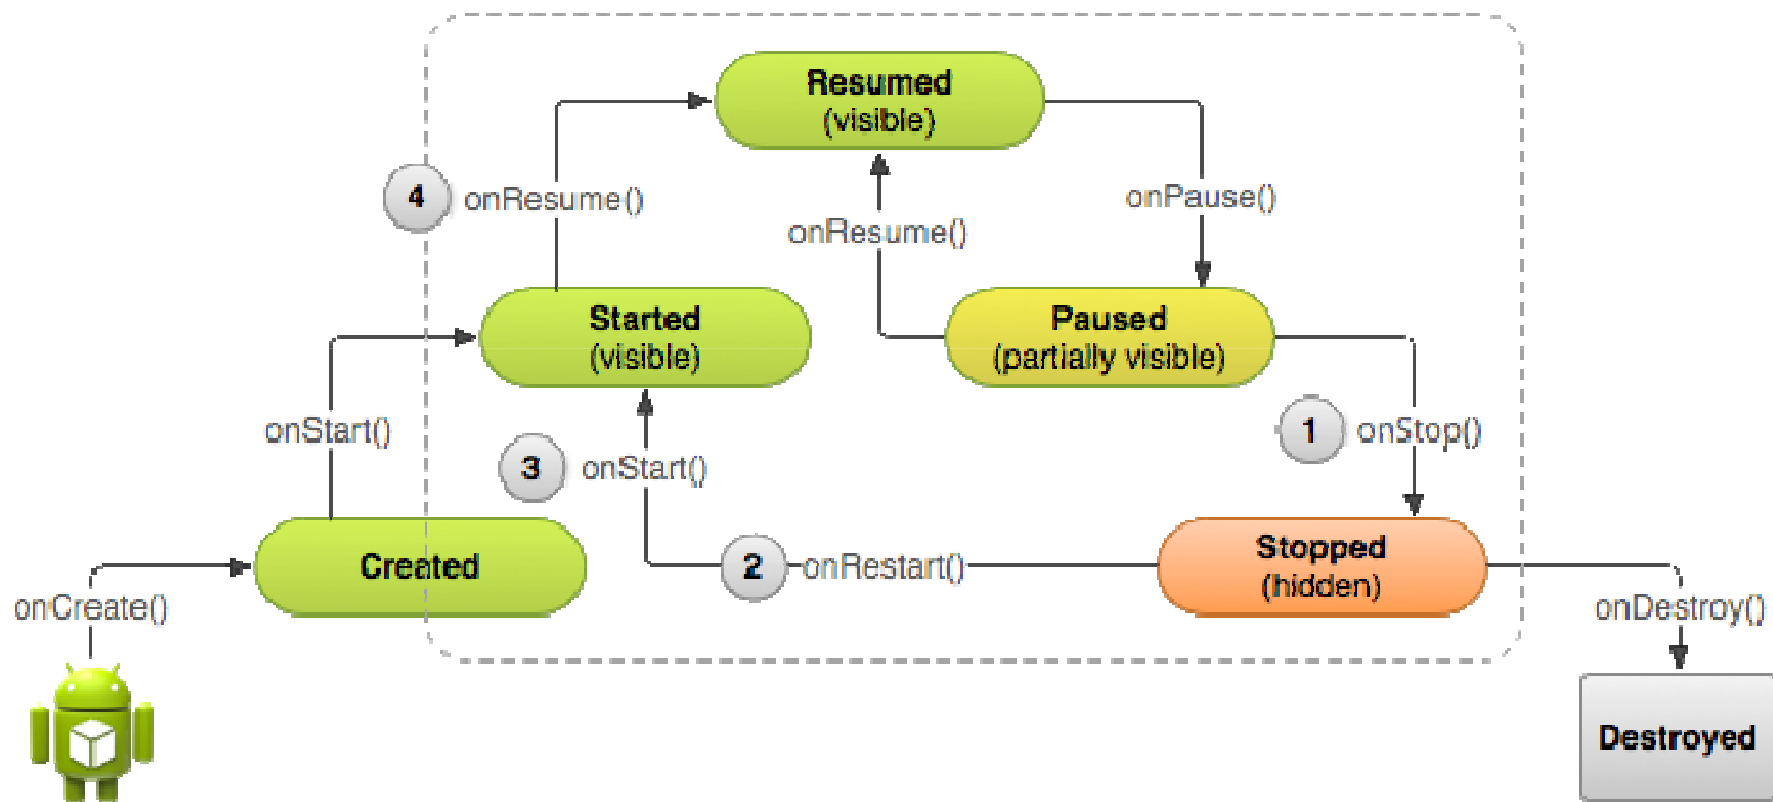 Resumed
(visible)
4
onResume()
onPause()
onResume()
Started
(visible)
Paused
(partially visible)
onStart()
3
onStart()
1
onStop()
Created
2
onRestart()
Stopped
(hidden)
onCreate()
onDestroy()
Destroyed